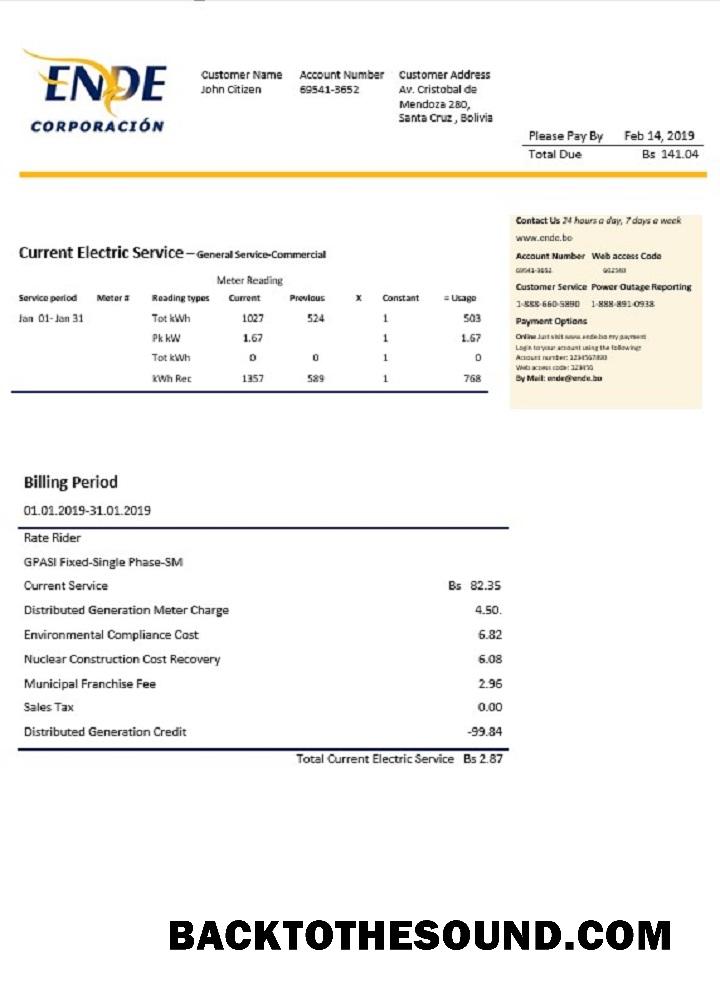 ENDE
CORPORACIÓN
Customer Name Account Number Customer Address
John Citizen 69541-3652 Av. Cristobal de
Mendoza 280,
Santa Cruz , Bolivia
Please Pay By Feb 14, 2019
Total Due Bs 141.04
Contact Us 24 hours a day, 7 days a week
www.ende.bo
Account Number Web access Code
69541-3652
Customer Service Power Outage Reporting
1-888-660-5890 1-888-891-0938
Payment Options
Online Just visit www.ende.bo my payment
Login to your account using the following:
Account number: 1234567890
Web access code: 123456
By Mail: ende@ende.bo
Current Electric Service – General Service-Commercial
Meter Reading
Service period Meter # Reading types Current Previous X Constant = Usage
Jan 01- Jan 31 Tot kWh 1027 524 1 503
Pk kW 1.67 1 1.67
Tot kWh 0 0 1 0
kWh Rec 1357 589 1 768
Billing Period
01.01.2019-31.01.2019
Rate Rider
GPASI Fixed-Single Phase-SM
Current Service Bs 82.35
Distributed Generation Meter Charge 4.50.
Environmental Compliance Cost 6.82
Nuclear Construction Cost Recovery 6.08
Municipal Franchise Fee 2.96
Sales Tax 0.00
Distributed Generation Credit -99.84
Total Current Electric Service Bs 2.87
BACKTOTHESOUND.COM